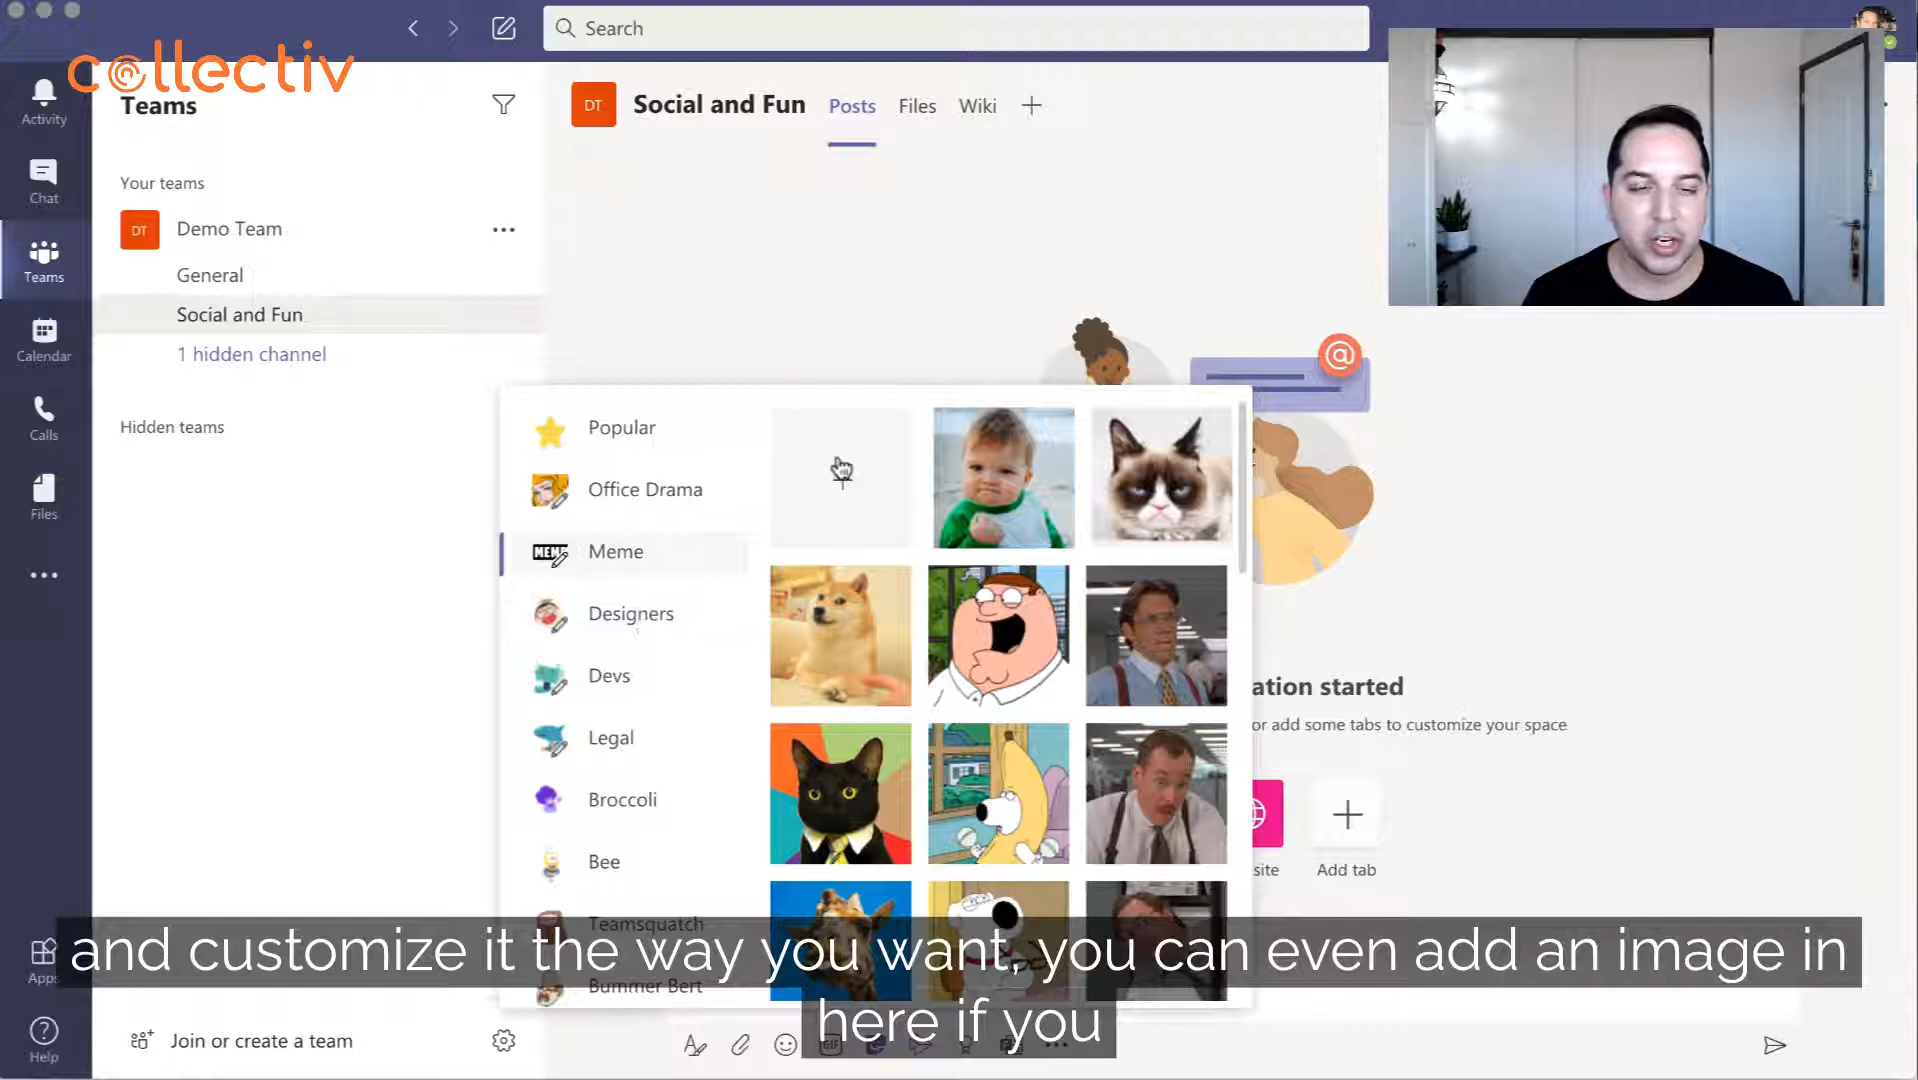 Search
collectiv
Activity
Chat
Teams
Calendar
Calls
Files
Apps
Help
Teams
Your teams
DT
Demo Team
General
Social and Fun
1 hidden channel
Hidden teams
Join or create a team
DT
Social and Fun
Posts
Files
Wiki
@
Popular
Office Drama
MEME
Meme
Designers
Devs
Legal
Broccoli
Bee
Teamsquatch
Bummer Bert
ation started
or add some tabs to customize your space
site
Add tab
GIF
and customize it the way you want, you can even add an image in
here if you